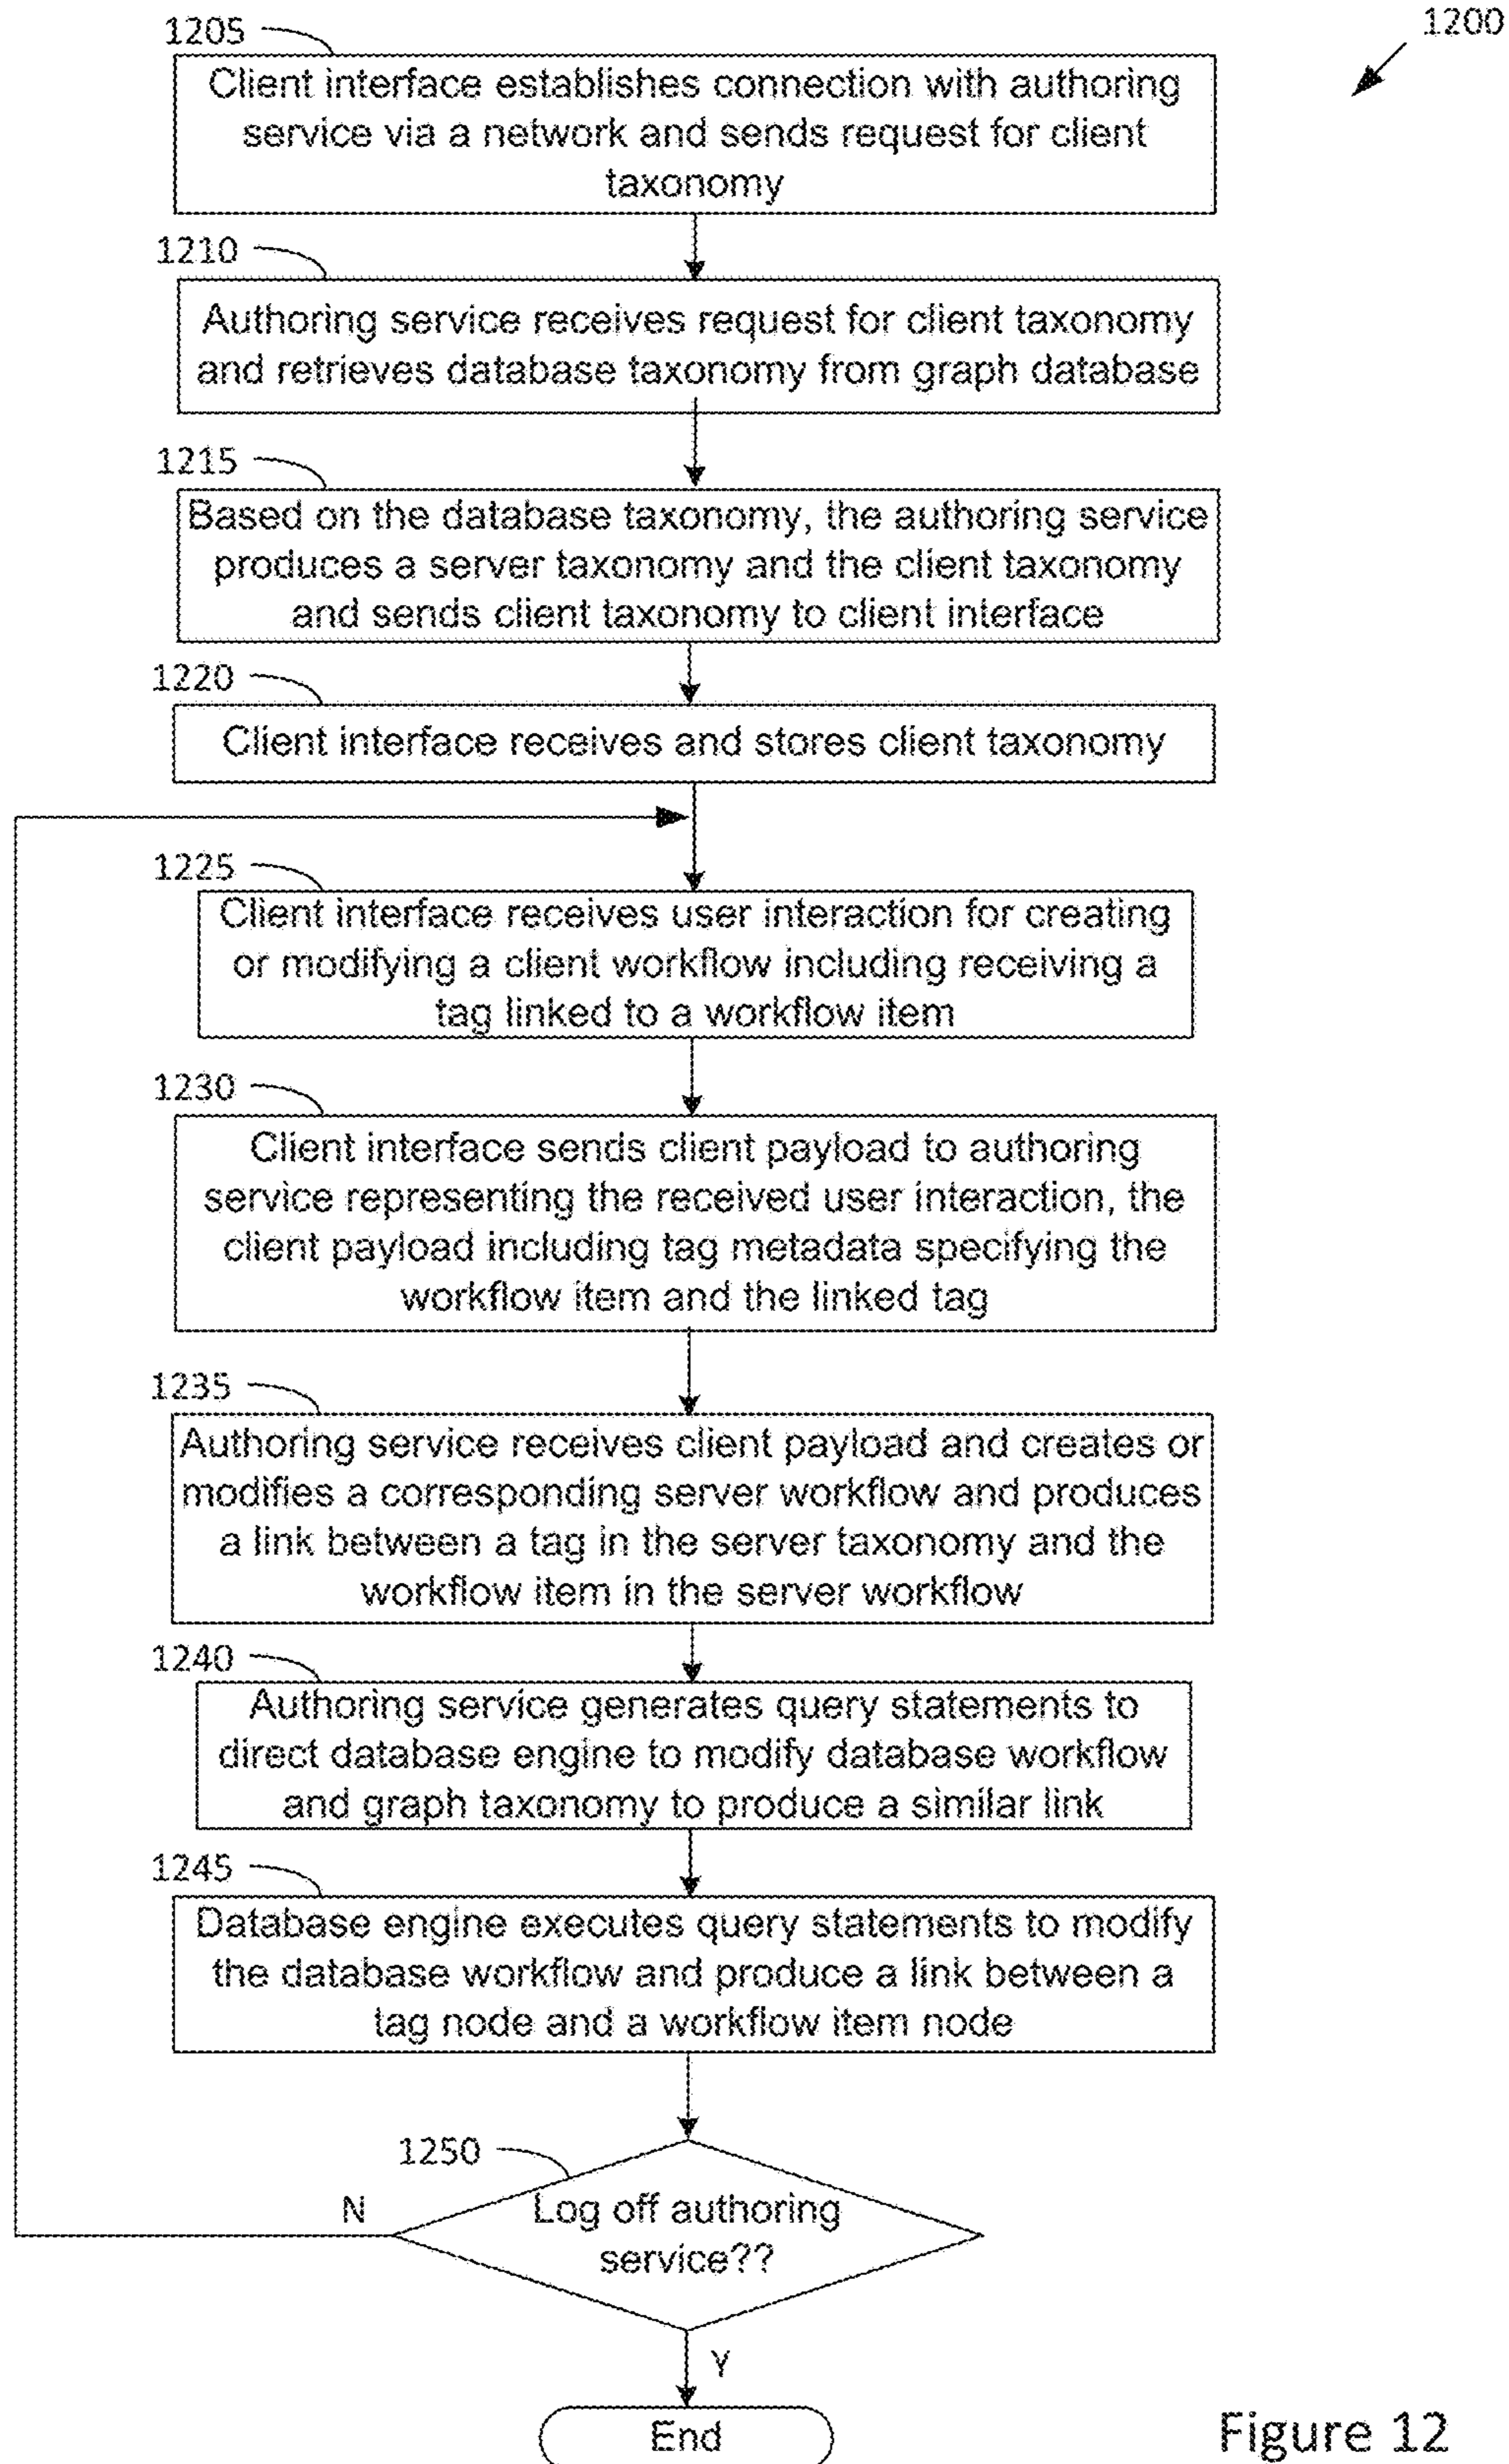 1200
1205
Client interface establishes connection with authoring
service via a network and sends request for client
taxonomy
1210
Authoring service receives request for client taxonomy
and retrieves database taxonomy from graph database
1215
Based on the database taxonomy, the authoring service
produces a server taxonomy and the client taxonomy
and sends client taxonomy to client interface
1220
Client interface receives and stores client taxonomy
1225
Client interface receives user interaction for creating
or modifying a client workflow including receiving a
tag linked to a workflow item
1230
Client interface sends client payload to authoring
service representing the received user interaction, the
client payload including tag metadata specifying the
workflow item and the linked tag
1235
Authoring service receives client payload and creates or
modifies a corresponding server workflow and produces
a link between a tag in the server taxonomy and the
workflow item in the server workflow
1240
Authoring service generates query statements to
direct database engine to modify database workflow
and graph taxonomy to produce a similar link
1245
Database engine executes query statements to modify
the database workflow and produce a link between a
tag node and a workflow item node
1250
Log off authoring
service??
N
Y
End
Figure 12